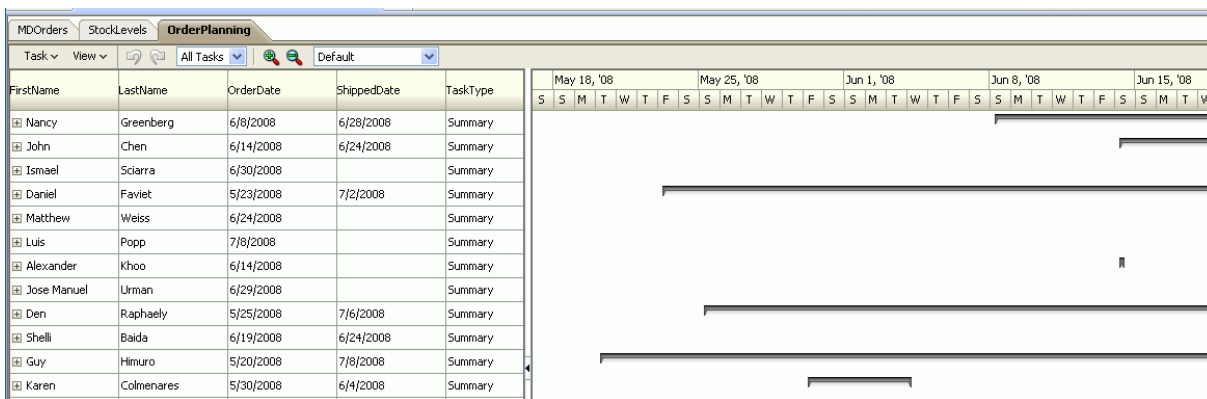 MDOrders StockLevels OrderPlanning
Task View All Tasks Default
FirstName LastName OrderDate ShippedDate TaskType
May 18, '08 May 25, '08 Jun 1, '08 Jun 8, '08 Jun 15, '08
S S M T W T F S S M T W T F S S M T W T F S S M T W T F S S M T W
Nancy Greenberg 6/8/2008 6/28/2008 Summary
John Chen 6/14/2008 6/24/2008 Summary
Ismael Sciarra 6/30/2008 Summary
Daniel Faviet 5/23/2008 7/2/2008 Summary
Matthew Weiss 6/24/2008 Summary
Luis Popp 7/8/2008 Summary
Alexander Khoo 6/14/2008 Summary
Jose Manuel Urman 6/29/2008 Summary
Den Raphaely 5/25/2008 7/6/2008 Summary
Shelli Baida 6/19/2008 6/24/2008 Summary
Guy Himuro 5/20/2008 7/8/2008 Summary
Karen Colmenares 5/30/2008 6/4/2008 Summary